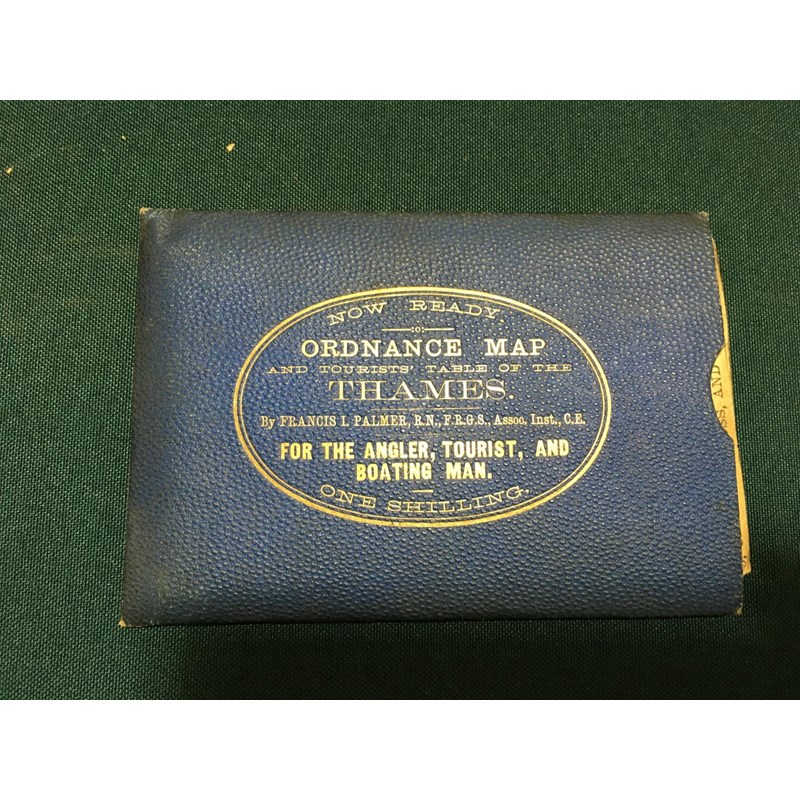 NOW READY.
:o:
ORDNANCE MAP
AND TOURISTS' TABLE OF THE
THAMES.
By FRANCIS I. PALMER, R.N., F.R.G.S., Assoc. Inst., C.E.
FOR THE ANGLER, TOURIST, AND
BOATING MAN.
ONE SHILLING.
AND